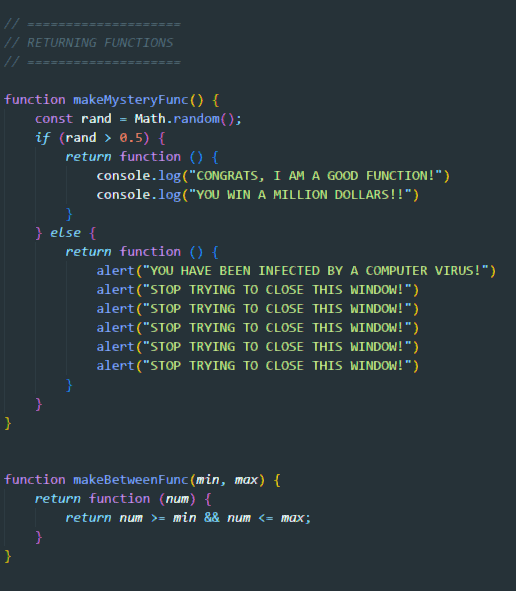 // ====================
// RETURNING FUNCTIONS
// ====================
function makeMysteryFunc() {
    const rand = Math.random();
    if (rand > 0.5) {
        return function () {
            console.log("CONGRATS, I AM A GOOD FUNCTION!")
            console.log("YOU WIN A MILLION DOLLARS!!")
        }
    } else {
        return function () {
            alert("YOU HAVE BEEN INFECTED BY A COMPUTER VIRUS!")
            alert("STOP TRYING TO CLOSE THIS WINDOW!")
            alert("STOP TRYING TO CLOSE THIS WINDOW!")
            alert("STOP TRYING TO CLOSE THIS WINDOW!")
            alert("STOP TRYING TO CLOSE THIS WINDOW!")
            alert("STOP TRYING TO CLOSE THIS WINDOW!")
        }
    }
}
function makeBetweenFunc(min, max) {
    return function (num) {
        return num >= min && num <= max;
    }
}